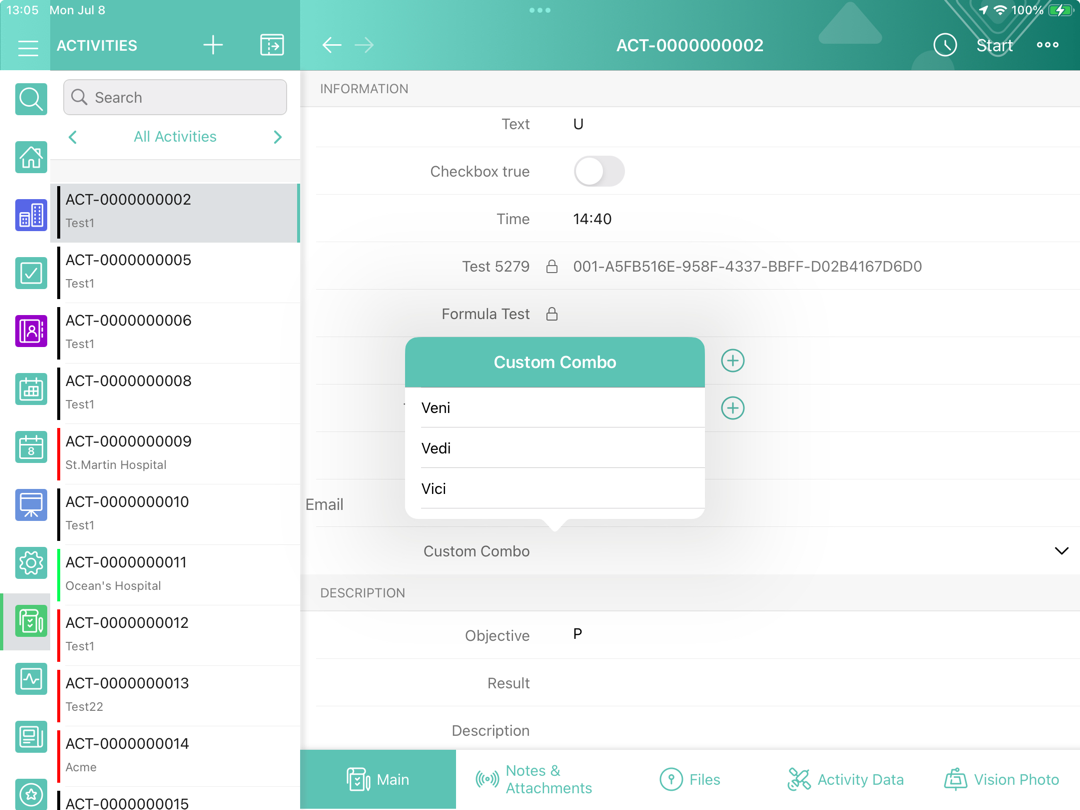 13:05 Mon Jul 8
100%
ACTIVITIES
ACT-0000000002
Start
Search
All Activities
ACT-0000000002
Test1
ACT-0000000005
Test1
ACT-0000000006
Test1
ACT-0000000008
Test1
ACT-0000000009
St.Martin Hospital
ACT-0000000010
Test1
ACT-0000000011
Ocean's Hospital
ACT-0000000012
Test1
ACT-0000000013
Test22
ACT-0000000014
Acme
ACT-0000000015
INFORMATION
Text U
Checkbox true
Time 14:40
Test 5279 001-A5FB516E-958F-4337-BBFF-D02B4167D6D0
Formula Test
Custom Combo
Veni
Vedi
Vici
Email
Custom Combo
DESCRIPTION
Objective P
Result
Description
Main
Notes &
Attachments
Files
Activity Data
Vision Photo
8